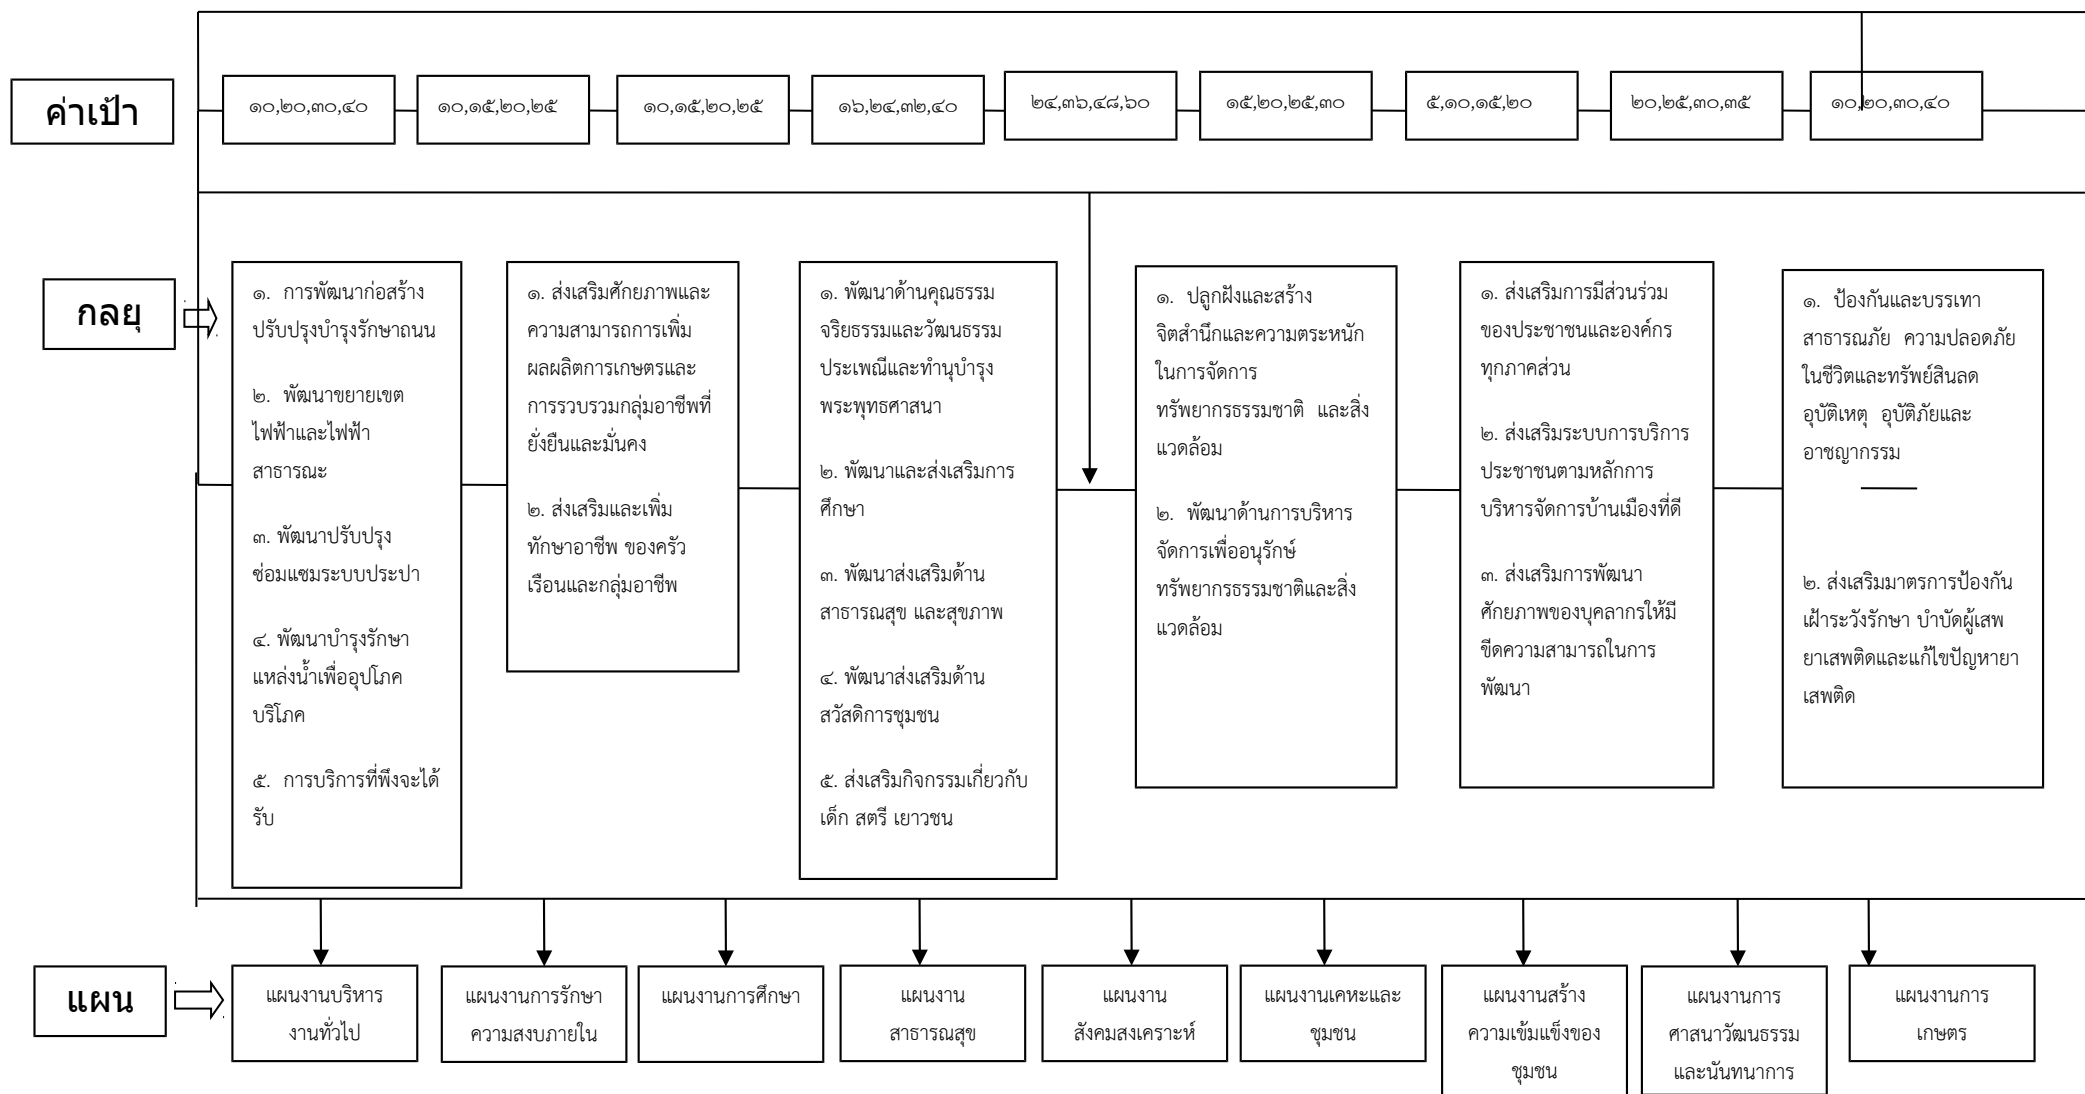 ค่าเป้า
๑๐,๒๐,๓๐,๔๐
๑๐,๑๕,๒๐,๒๕
๑๐,๑๕,๒๐,๒๕
๑๖,๒๔,๓๒,๔๐
๒๔,๓๖,๔๘,๖๐
๑๕,๒๐,๒๕,๓๐
๕,๑๐,๑๕,๒๐
๒๐,๒๕,๓๐,๓๕
๑๐,๒๐,๓๐,๔๐
กลยุ
๑. การพัฒนาก่อสร้าง
ปรับปรุงบำรุงรักษาถนน
๒. พัฒนาขยายเขต
ไฟฟ้าและไฟฟ้า
สาธารณะ
๓. พัฒนาปรับปรุง
ซ่อมแซมระบบประปา
๔. พัฒนาบำรุงรักษา
แหล่งน้ำเพื่ออุปโภค
บริโภค
๕. การบริการที่พึงจะได้
รับ
๑. ส่งเสริมศักยภาพและ
ความสามารถการเพิ่ม
ผลผลิตการเกษตรและ
การรวบรวมกลุ่มอาชีพที่
ยั่งยืนและมั่นคง
๒. ส่งเสริมและเพิ่ม
ทักษาอาชีพ ของครัว
เรือนและกลุ่มอาชีพ
๑. พัฒนาด้านคุณธรรม
จริยธรรมและวัฒนธรรม
ประเพณีและทำนุบำรุง
พระพุทธศาสนา
๒. พัฒนาและส่งเสริมการ
ศึกษา
๓. พัฒนาส่งเสริมด้าน
สาธารณสุข และสุขภาพ
๔. พัฒนาส่งเสริมด้าน
สวัสดิการชุมชน
๕. ส่งเสริมกิจกรรมเกี่ยวกับ
เด็ก สตรี เยาวชน
๑. ปลูกฝังและสร้าง
จิตสำนึกและความตระหนัก
ในการจัดการ
ทรัพยากรธรรมชาติ และสิ่ง
แวดล้อม
๒. พัฒนาด้านการบริหาร
จัดการเพื่ออนุรักษ์
ทรัพยากรธรรมชาติและสิ่ง
แวดล้อม
๑. ส่งเสริมการมีส่วนร่วม
ของประชาชนและองค์กร
ทุกภาคส่วน
๒. ส่งเสริมระบบการบริการ
ประชาชนตามหลักการ
บริหารจัดการบ้านเมืองที่ดี
๓. ส่งเสริมการพัฒนา
ศักยภาพของบุคลากรให้มี
ขีดความสามารถในการ
พัฒนา
๑. ป้องกันและบรรเทา
สาธารณภัย ความปลอดภัย
ในชีวิตและทรัพย์สินลด
อุบัติเหตุ อุบัติภัยและ
อาชญากรรม
๒. ส่งเสริมมาตรการป้องกัน
เฝ้าระวังรักษา บำบัดผู้เสพ
ยาเสพติดและแก้ไขปัญหายา
เสพติด
แผน
แผนงานบริหาร
งานทั่วไป
แผนงานการรักษา
ความสงบภายใน
แผนงานการศึกษา
แผนงาน
สาธารณสุข
แผนงาน
สังคมสงเคราะห์
แผนงานเคหะและ
ชุมชน
แผนงานสร้าง
ความเข้มแข็งของ
ชุมชน
แผนงานการ
ศาสนาวัฒนธรรม
และนันทนาการ
แผนงานการ
เกษตร